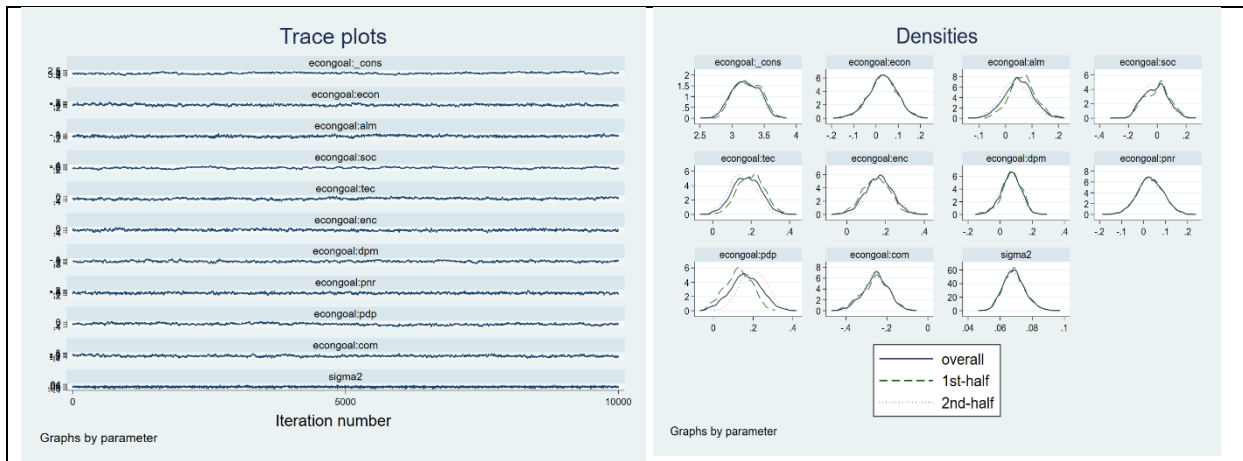 Trace plots
econgoal:_cons
econgoal:econ
econgoal:alm
econgoal:soc
econgoal:tec
econgoal:enc
econgoal:dpm
econgoal:pnr
econgoal:pdp
econgoal:com
sigma2
0 5000 10000
Iteration number
Graphs by parameter
Densities
econgoal:_cons econgoal:econ econgoal:alm econgoal:soc
2
1.5
1
.5
0
2.5 3 3.5 4
6
4
2
0
-.2 -.1 0 .1 .2
8
6
4
2
0
-.1 0 .1 .2
6
4
2
0
-.4 -.2 0 .2
econgoal:tec econgoal:enc econgoal:dpm econgoal:pnr
6
4
2
0
0 .2 .4
6
4
2
0
0 .2 .4
8
6
4
2
0
-.2 0 .2 .4
8
6
4
2
0
-.2 -.1 0 .1 .2
econgoal:pdp econgoal:com sigma2
6
4
2
0
0 .2 .4
8
6
4
2
0
-.4 -.2 0
60
40
20
0
.04 .06 .08 .1
overall
1st-half
2nd-half
Graphs by parameter